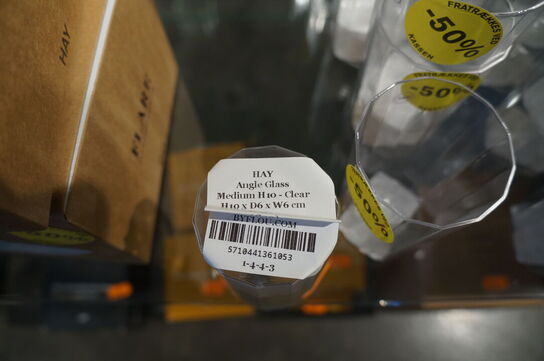 HAY
FRATRÆKKES VED
-50%
KASSEN
-50%
-50%
HAY
Angle Glass
Medium H10 - Clear
H10 x D6 x W6 cm
BYFLOU.COM
5710441361053
1-4-4-3